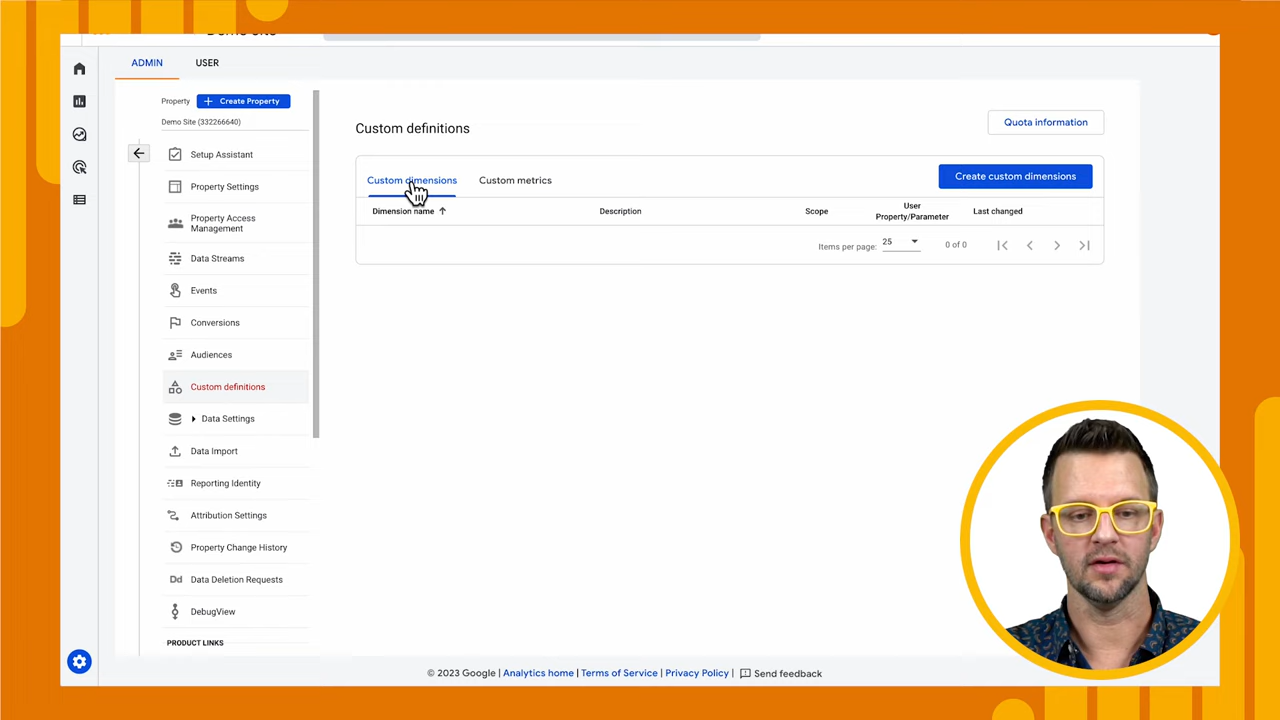 Demo Site
ADMIN
USER
Property
Create Property
Demo Site (332266640)
Setup Assistant
Property Settings
Property Access
Management
Data Streams
Events
Conversions
Audiences
Custom definitions
Data Settings
Data Import
Reporting Identity
Attribution Settings
Property Change History
Dd Data Deletion Requests
DebugView
PRODUCT LINKS
Custom definitions
Quota information
Custom dimensions
Custom metrics
Create custom dimensions
Dimension name
Description
Scope
User
Property/Parameter
Last changed
Items per page:
25
0 of 0
© 2023 Google | Analytics home | Terms of Service | Privacy Policy | Send feedback